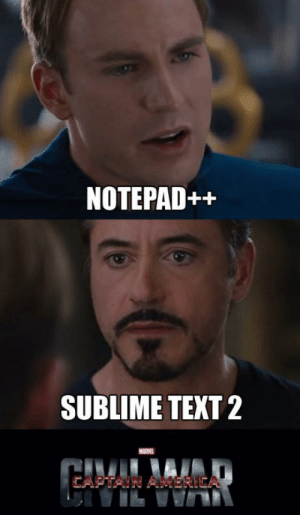 NOTEPAD++
SUBLIME TEXT 2
MARVEL
CAPTAIN AMERICA
CIVIL WAR